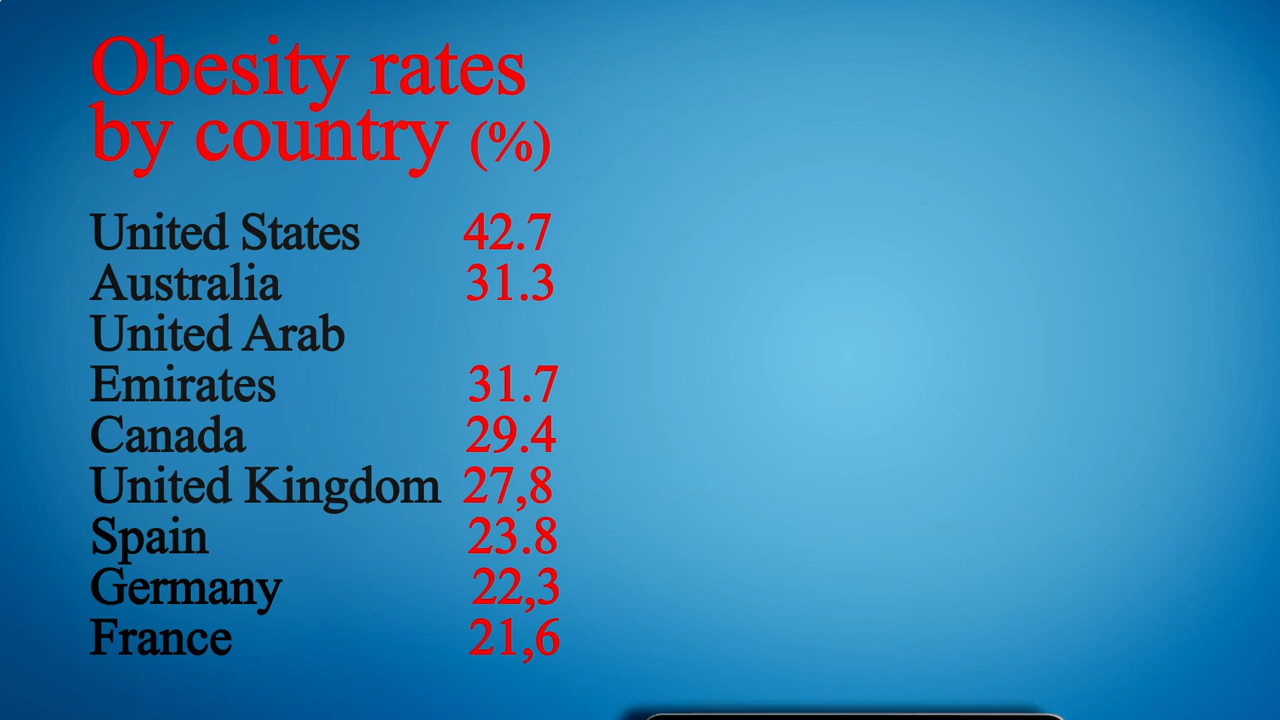 Obesity rates
by country (%)
United States 42.7
Australia 31.3
United Arab
Emirates 31.7
Canada 29.4
United Kingdom 27,8
Spain 23.8
Germany 22,3
France 21,6